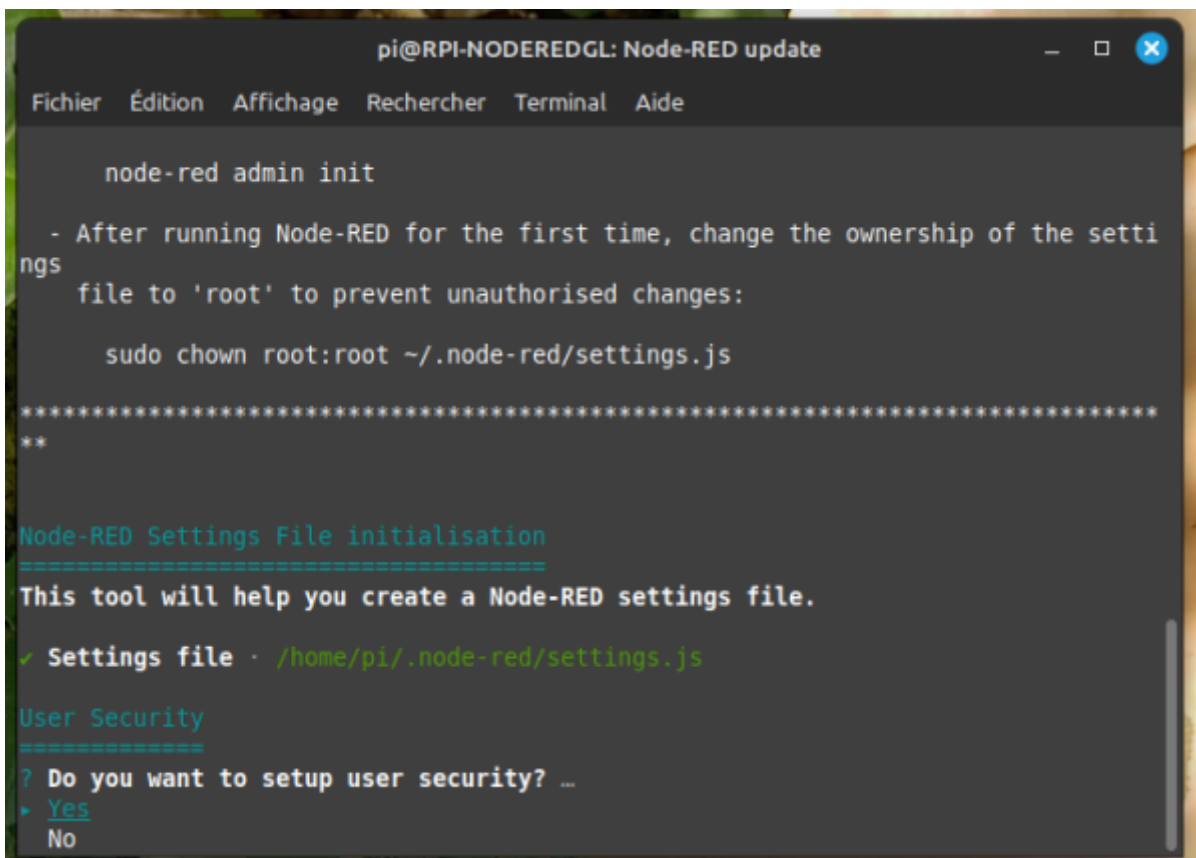 pi@RPI-NODEREDGL: Node-RED update
Fichier Édition Affichage Rechercher Terminal Aide
node-red admin init
- After running Node-RED for the first time, change the ownership of the setti
ngs
file to 'root' to prevent unauthorised changes:
sudo chown root:root ~/.node-red/settings.js
********************************************************************************
**
Node-RED Settings File initialisation
=====================================
This tool will help you create a Node-RED settings file.
✔ Settings file · /home/pi/.node-red/settings.js
User Security
=============
? Do you want to setup user security? …
▸ Yes
No